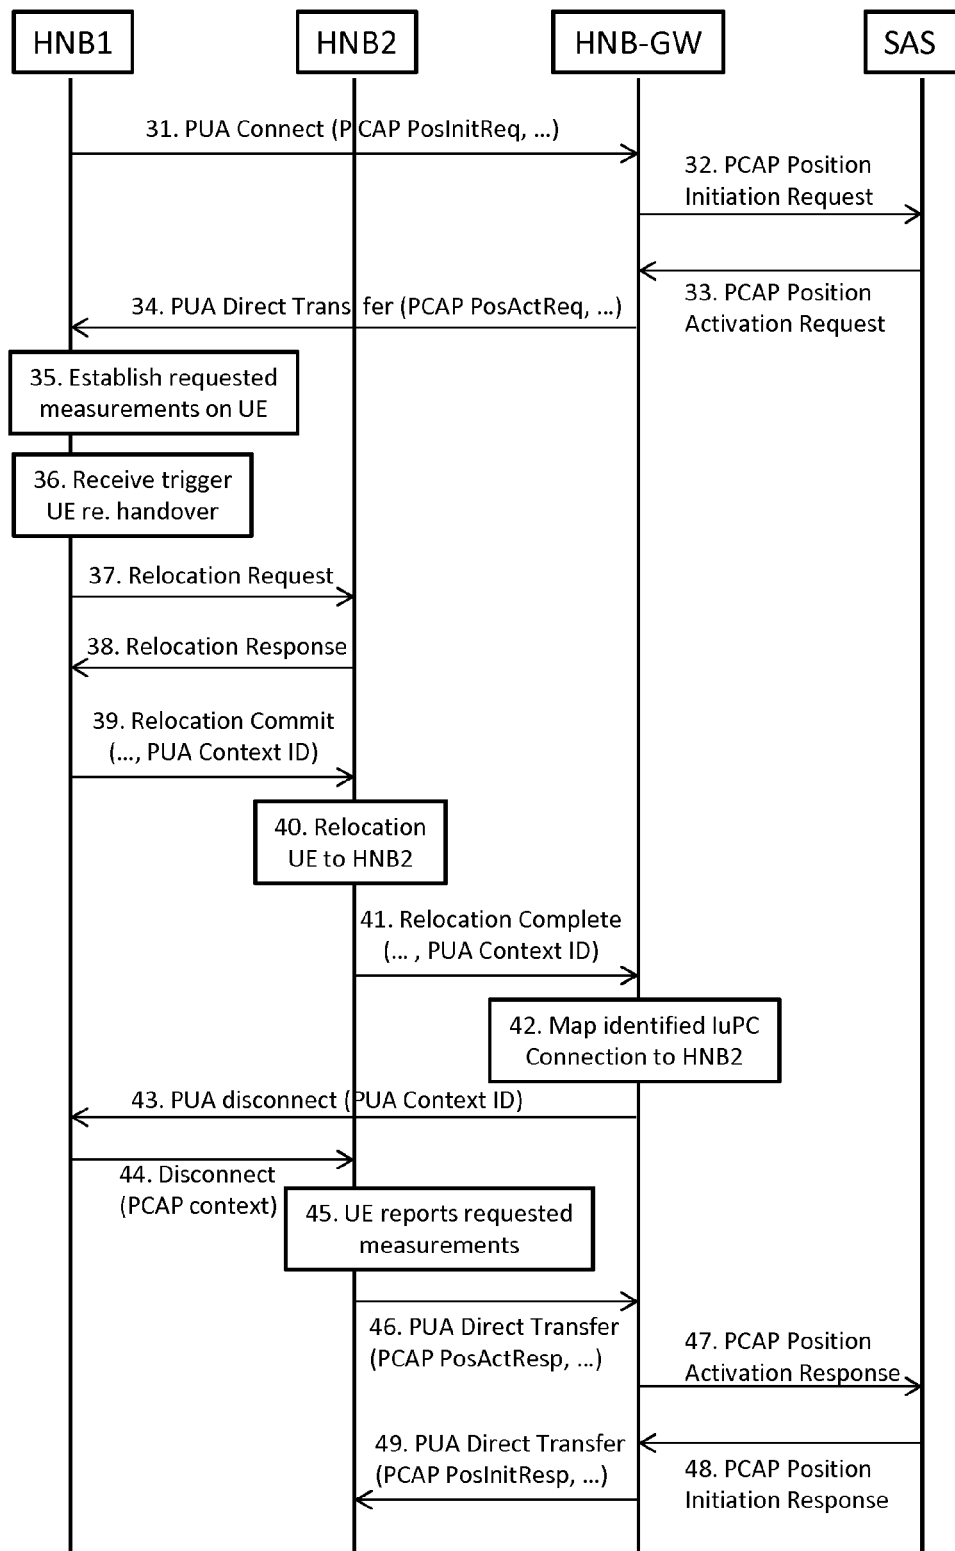 HNB1
HNB2
HNB-GW
SAS
31. PUA Connect (PCAP PosInitReq, ...)
32. PCAP Position
Initiation Request
33. PCAP Position
Activation Request
34. PUA Direct Transfer (PCAP PosActReq, ...)
35. Establish requested
measurements on UE
36. Receive trigger
UE re. handover
37. Relocation Request
38. Relocation Response
39. Relocation Commit
(..., PUA Context ID)
40. Relocation
UE to HNB2
41. Relocation Complete
(... , PUA Context ID)
42. Map identified IuPC
Connection to HNB2
43. PUA disconnect (PUA Context ID)
44. Disconnect
(PCAP context)
45. UE reports requested
measurements
46. PUA Direct Transfer
(PCAP PosActResp, ...)
47. PCAP Position
Activation Response
48. PCAP Position
Initiation Response
49. PUA Direct Transfer
(PCAP PosInitResp, ...)